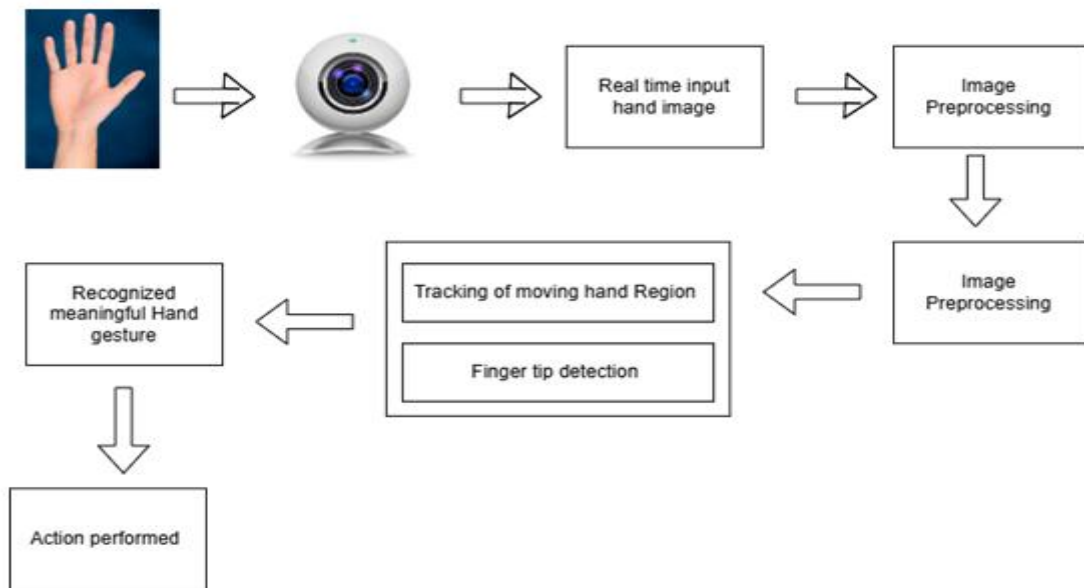 Real time input
hand image
Image
Preprocessing
Image
Preprocessing
Tracking of moving hand Region
Finger tip detection
Recognized
meaningful Hand
gesture
Action performed